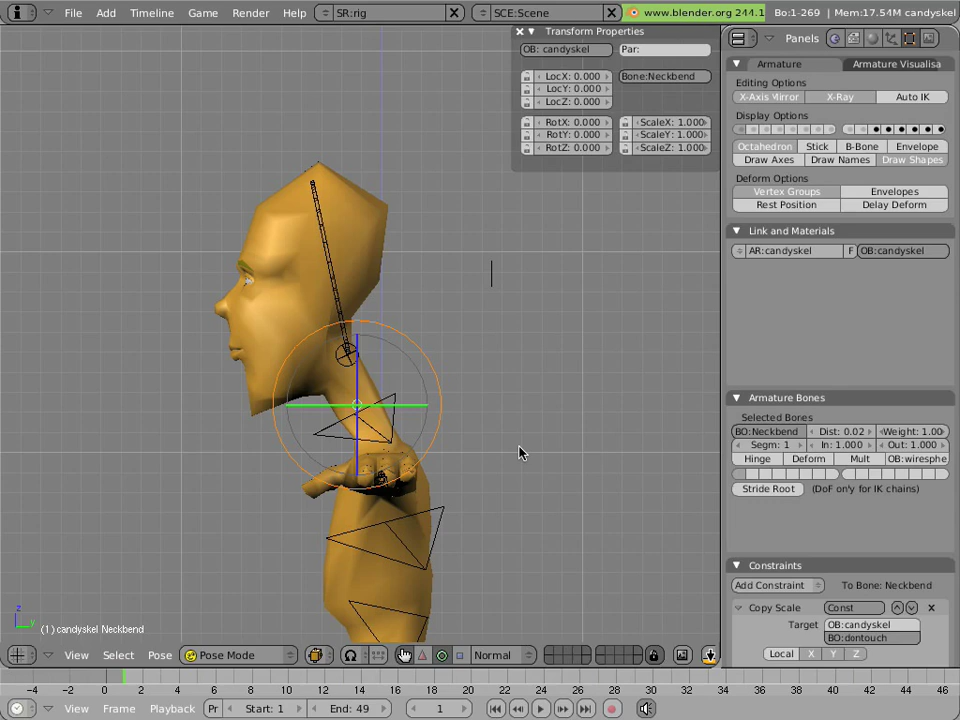 File Add Timeline Game Render Help SR:rig SCE:Scene www.blender.org 244.1 Bo:1-269 | Mem:17.54M candyskel
Transform Properties
OB: candyskel Par:
LocX: 0.000 Bone:Neckbend
LocY: 0.000
LocZ: 0.000
RotX: 0.000 ScaleX: 1.000
RotY: 0.000 ScaleY: 1.000
RotZ: 0.000 ScaleZ: 1.000
Panels
Armature Armature Visualisa
Editing Options
X-Axis Mirror X-Ray Auto IK
Display Options
Octahedron Stick B-Bone Envelope
Draw Axes Draw Names Draw Shapes
Deform Options
Vertex Groups Envelopes
Rest Position Delay Deform
Link and Materials
AR:candyskel F OB:candyskel
Armature Bones
Selected Bones
BO:Neckbend Dist: 0.02 Weight: 1.00
Segm: 1 In: 1.000 Out: 1.000
Hinge Deform Mult OB:wiresphe
Stride Root (DoF only for IK chains)
Constraints
Add Constraint To Bone: Neckbend
Copy Scale Const
Target OB:candyskel
BO:dontouch
Local X Y Z
z
y
(1) candyskel Neckbend
View Select Pose Pose Mode Normal
-4 -2 0 2 4 6 8 10 12 14 16 18 20 22 24 26 28 30 32 34 36 38 40 42 44 46
View Frame Playback Pr Start: 1 End: 49 1